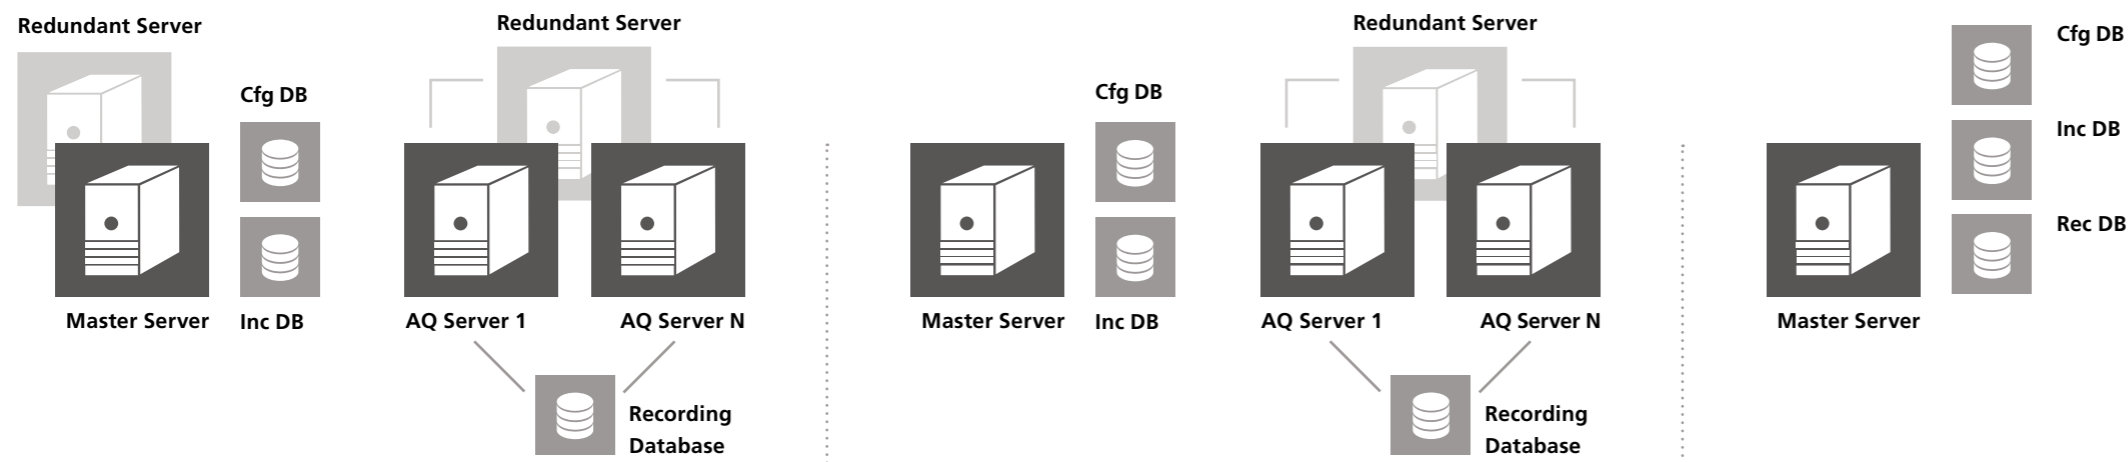 Redundant Server
Cfg DB
Master Server
Inc DB
Redundant Server
AQ Server 1
AQ Server N
Recording
Database
Cfg DB
Master Server
Inc DB
Redundant Server
AQ Server 1
AQ Server N
Recording
Database
Master Server
Cfg DB
Inc DB
Rec DB